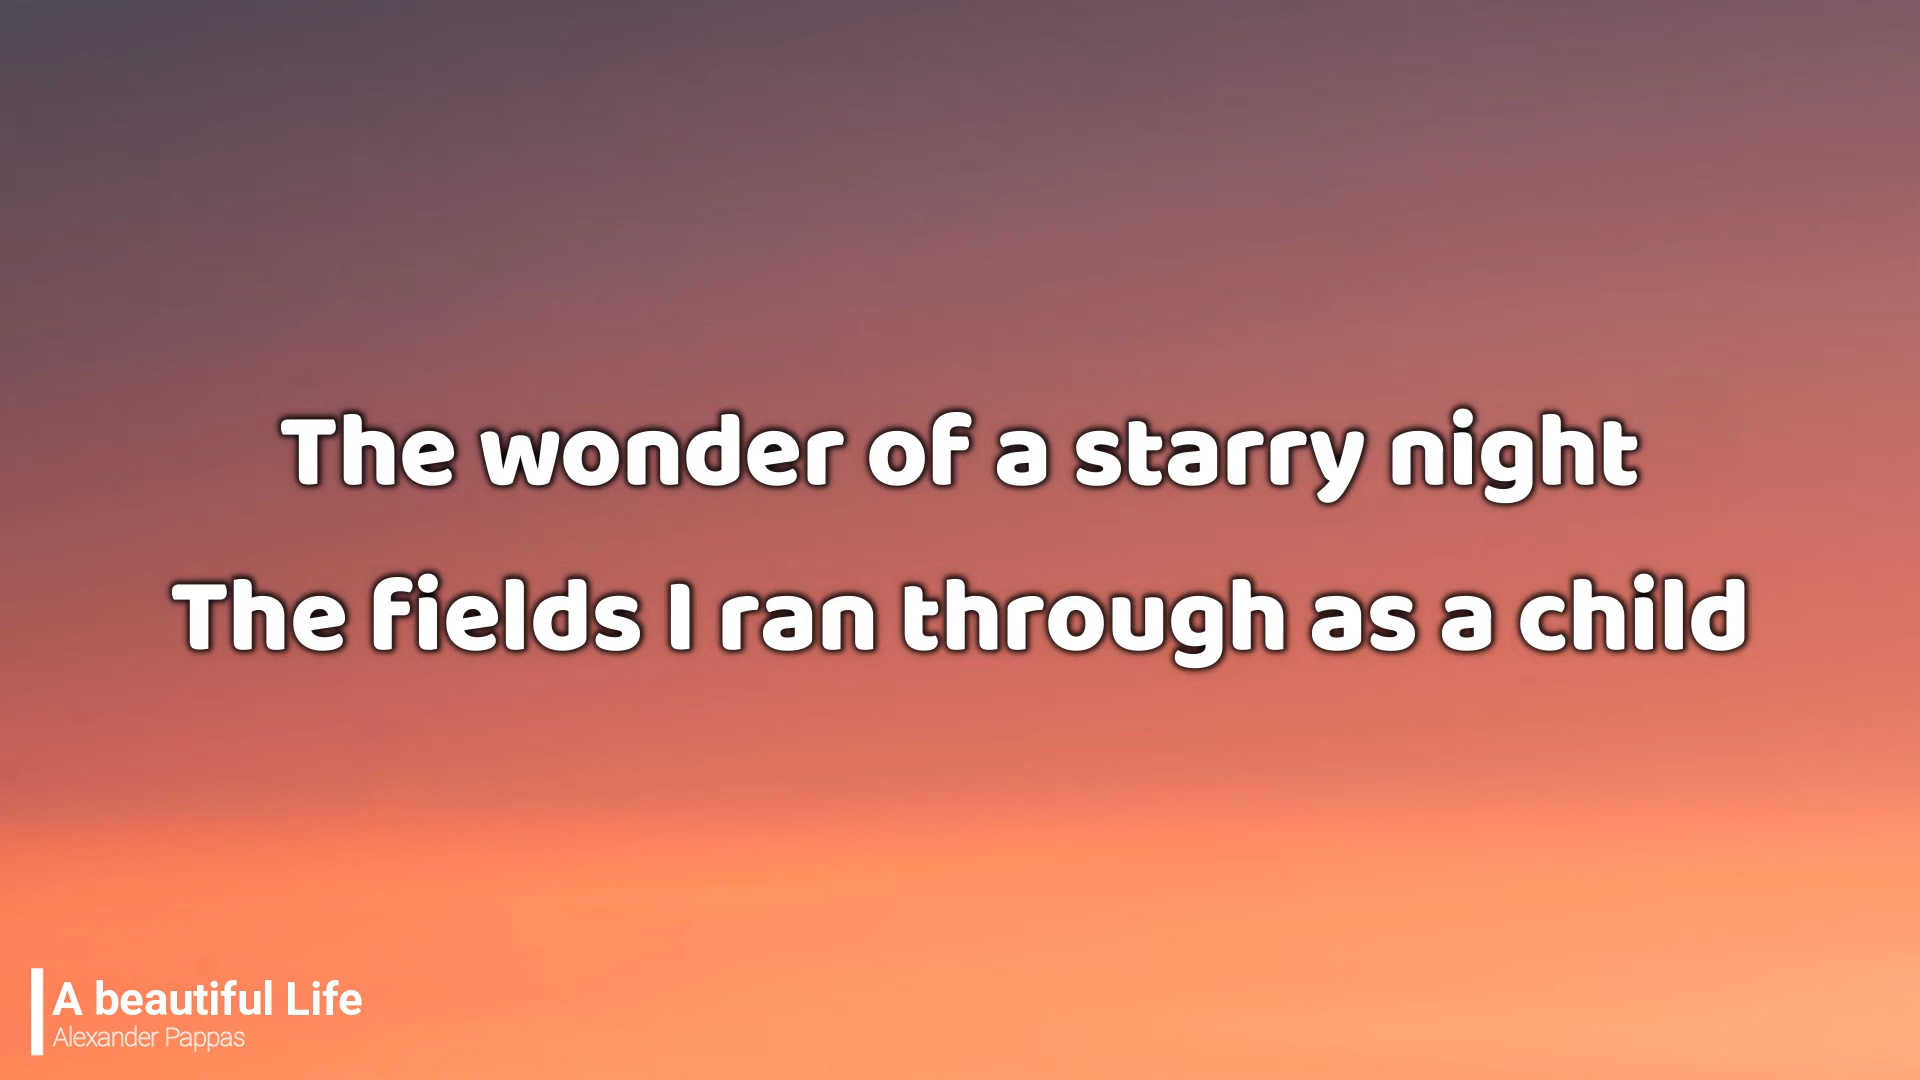 The wonder of a starry night
The fields I ran through as a child
A beautiful Life
Alexander Pappas